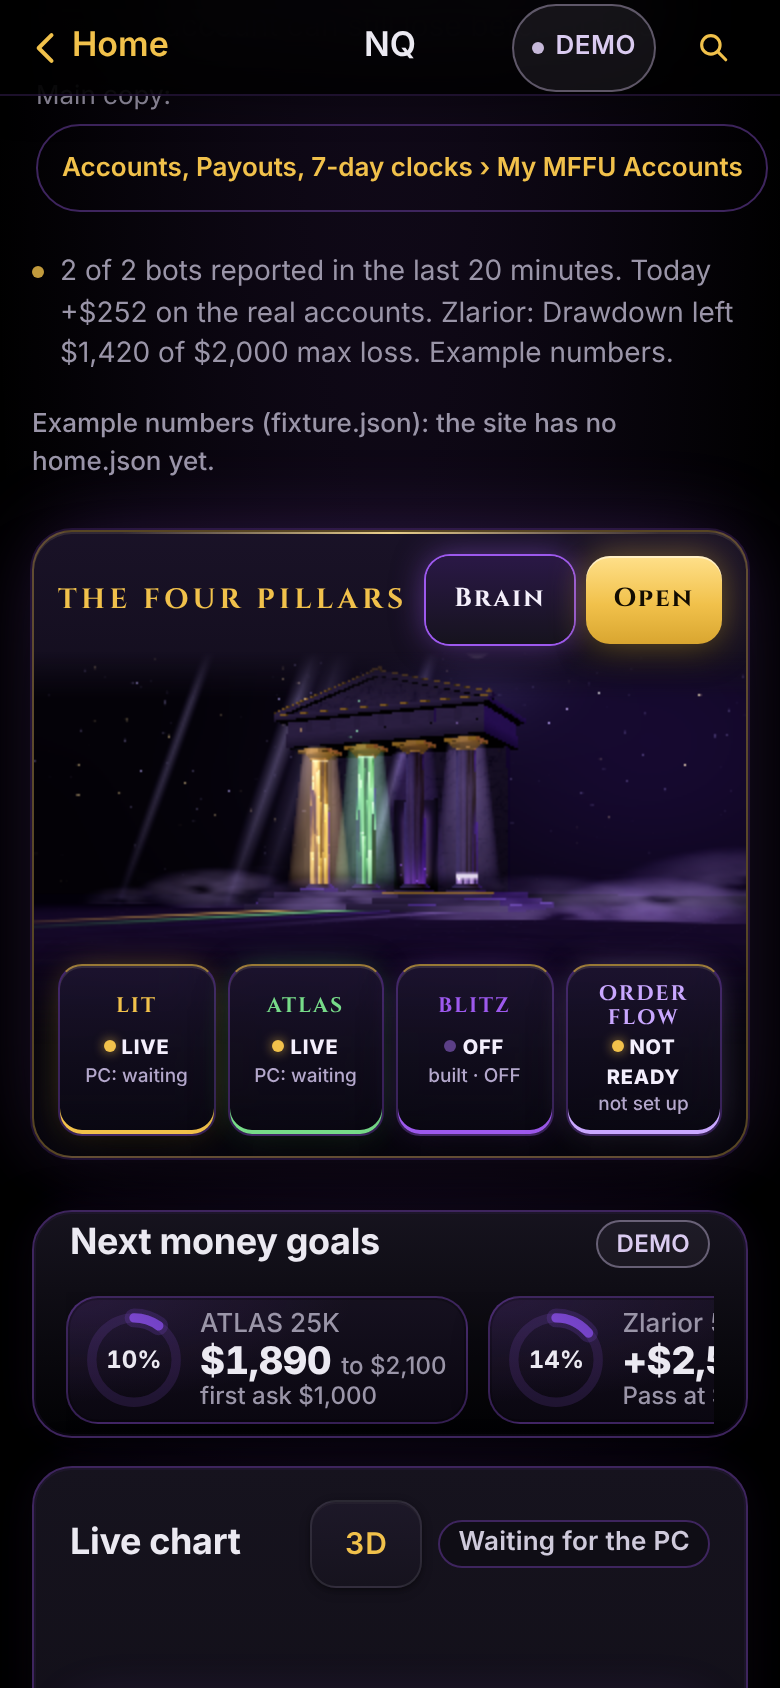 Home
NQ
DEMO
Main copy:
Accounts, Payouts, 7-day clocks › My MFFU Accounts
2 of 2 bots reported in the last 20 minutes. Today
+$252 on the real accounts. Zlarior: Drawdown left
$1,420 of $2,000 max loss. Example numbers.
Example numbers (fixture.json): the site has no
home.json yet.
THE FOUR PILLARS
BRAIN
OPEN
LIT
LIVE
PC: waiting
ATLAS
LIVE
PC: waiting
BLITZ
OFF
built · OFF
ORDER
FLOW
NOT
READY
not set up
Next money goals
DEMO
10%
ATLAS 25K
$1,890 to $2,100
first ask $1,000
14%
Zlarior
+$2,
Pass at
Live chart
3D
Waiting for the PC